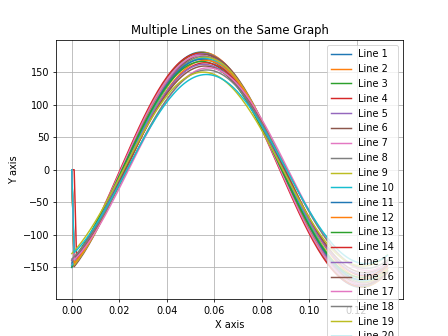 Multiple Lines on the Same Graph
Y axis
150
100
50
0
−50
−100
−150
0.00
0.02
0.04
0.06
0.08
0.10
X axis
Line 1
Line 2
Line 3
Line 4
Line 5
Line 6
Line 7
Line 8
Line 9
Line 10
Line 11
Line 12
Line 13
Line 14
Line 15
Line 16
Line 17
Line 18
Line 19
Line 20